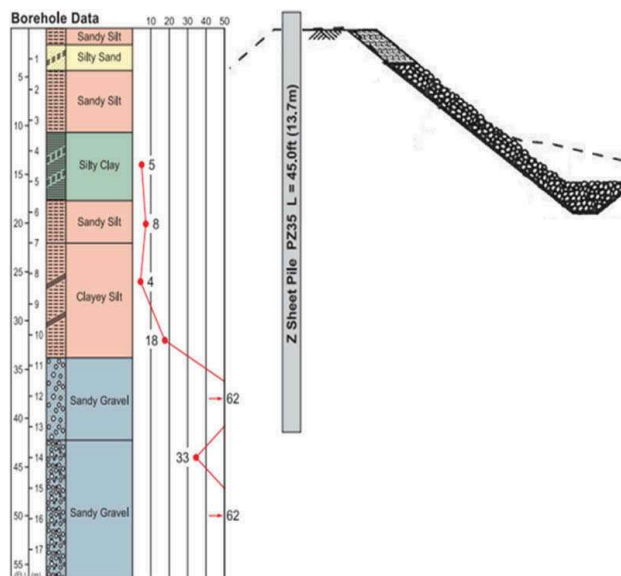 Borehole Data
10 20 30 40 50
Sandy Silt
1
Silty Sand
5
2
Sandy Silt
3
10
4
Silty Clay
5
15
5
6
Sandy Silt
8
20
7
8
25
4
9
Clayey Silt
30
10
18
11
35
12
Sandy Gravel
62
40
13
14
33
45
15
Sandy Gravel
62
50
16
17
55
(Ft.) (m)
Z Sheet Pile PZ35 L = 45.0ft (13.7m)